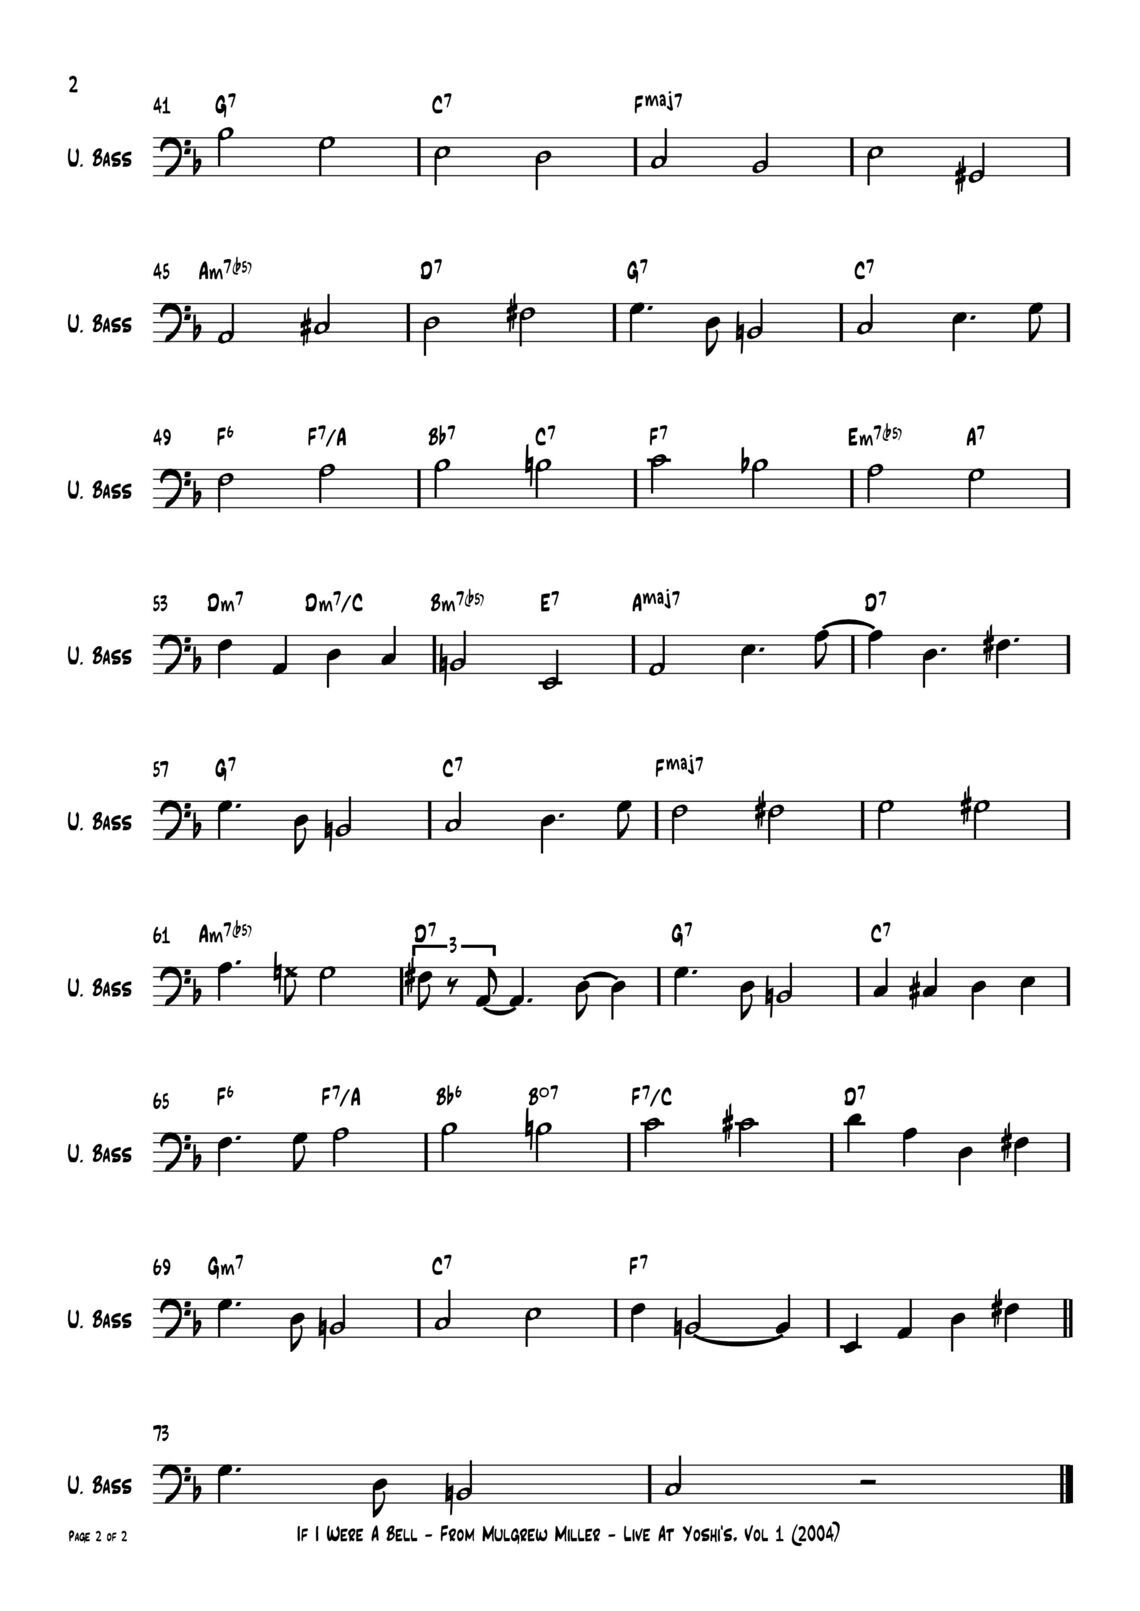 2
41 G7 C7 Fmaj7
U. Bass
45 Am7(b5) D7 G7 C7
U. Bass
49 F6 F7/A Bb7 C7 F7 Em7(b5) A7
U. Bass
53 Dm7 Dm7/C Bm7(b5) E7 Amaj7 D7
U. Bass
57 G7 C7 Fmaj7
U. Bass
61 Am7(b5) D7 G7 C7
3
U. Bass
65 F6 F7/A Bb6 Bo7 F7/C D7
U. Bass
69 Gm7 C7 F7
U. Bass
73
U. Bass
Page 2 of 2 If I Were A Bell - From Mulgrew Miller - Live At Yoshi's. Vol 1 (2004)